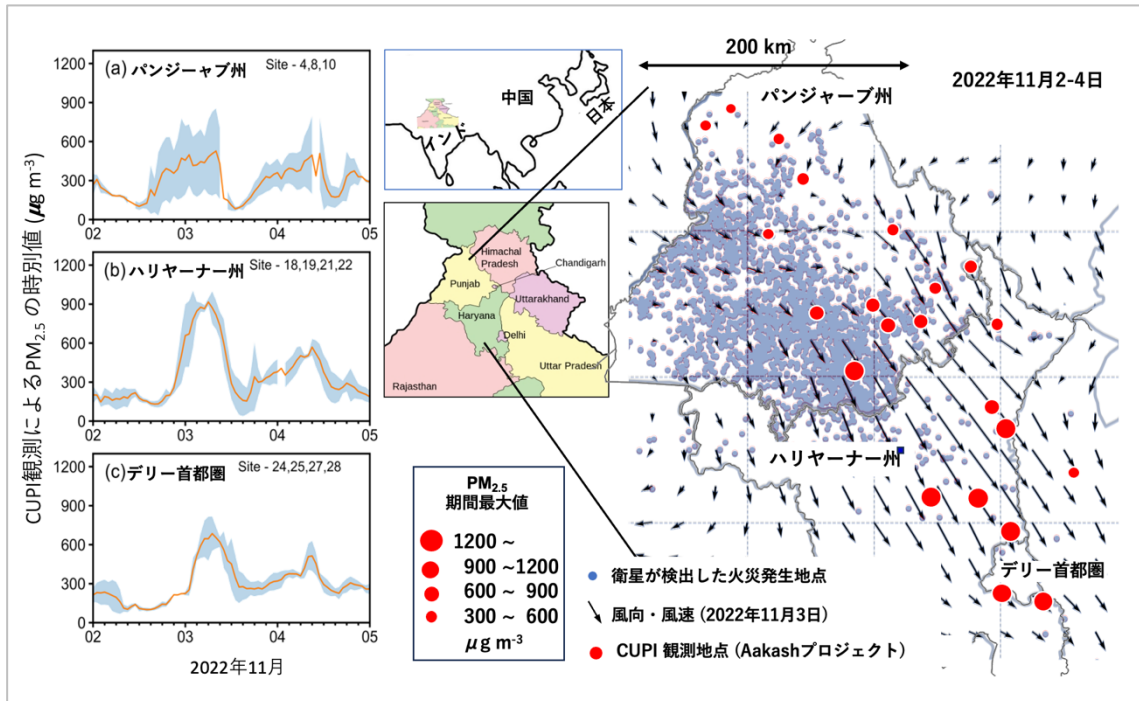 CUPI観測によるPM2.5 の時別値 (μg m-3)
1200
900
600
300
0
(a) パンジーャブ州
Site - 4,8,10
02
03
04
05
1200
900
600
300
0
(b) ハリヤーナー州
Site - 18,19,21,22
02
03
04
05
1200
900
600
300
0
(c)デリー首都圏
Site - 24,25,27,28
02
03
04
05
2022年11月
中国
日本
インド
Himachal
Pradesh
Chandigarh
Punjab
Uttarakhand
Haryana
Delhi
Uttar Pradesh
Rajasthan
PM2.5
期間最大値
1200 ~
900 ~1200
600 ~ 900
300 ~ 600
μg m-3
200 km
2022年11月2-4日
パンジャーブ州
ハリヤーナー州
デリー首都圏
衛星が検出した火災発生地点
風向・風速 (2022年11月3日)
CUPI 観測地点 (Aakashプロジェクト)